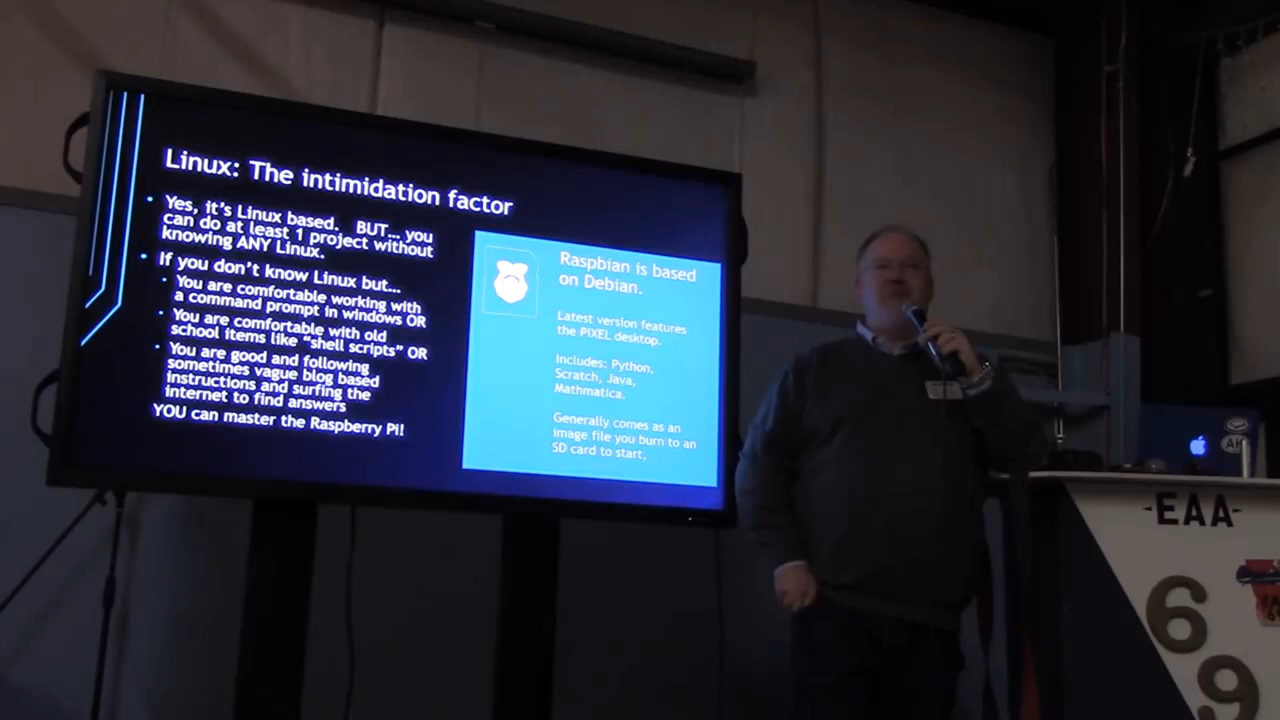 Linux: The intimidation factor
Yes, it's Linux based. BUT... you
can do at least 1 project without
knowing ANY Linux.
If you don't know Linux but...
You are comfortable working with
a command prompt in windows OR
You are comfortable with old
school items like "shell scripts" OR
You are good and following
sometimes vague blog based
instructions and surfing the
internet to find answers
YOU can master the Raspberry Pi!
Raspbian is based
on Debian.
Latest version features
the PIXEL desktop.
Includes: Python,
Scratch, Java,
Mathmatica.
Generally comes as an
image file you burn to an
SD card to start,
AK
-EAA-
6
9